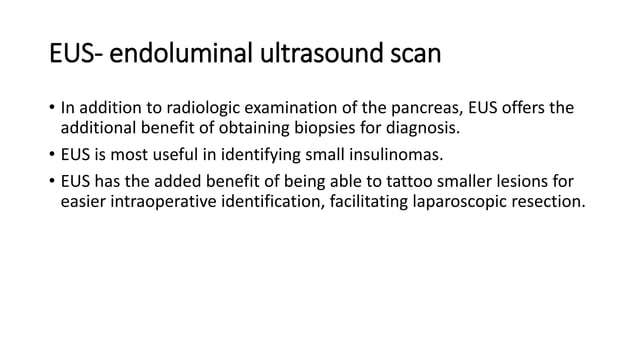 EUS- endoluminal ultrasound scan
• In addition to radiologic examination of the pancreas, EUS offers the
additional benefit of obtaining biopsies for diagnosis.
• EUS is most useful in identifying small insulinomas.
• EUS has the added benefit of being able to tattoo smaller lesions for
easier intraoperative identification, facilitating laparoscopic resection.